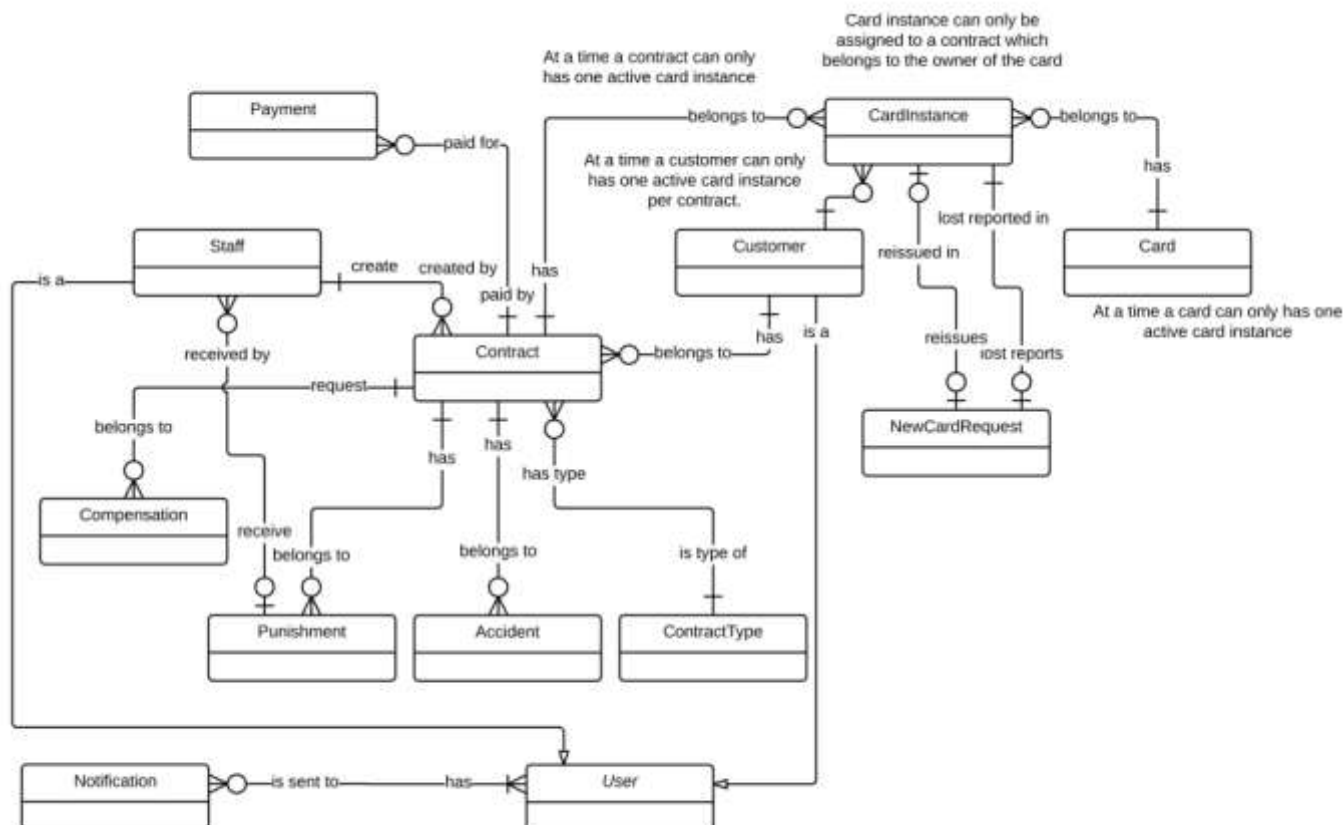 Card instance can only be
assigned to a contract which
belongs to the owner of the card
At a time a contract can only
has one active card instance
Payment
CardInstance
belongs to
belongs to
paid for
At a time a customer can only
has one active card instance
per contract.
has
lost reported in
Staff
Customer
Card
create
created by
has
reissued in
is a
paid by
At a time a card can only has one
active card instance
has
is a
received by
Contract
belongs to
reissues
lost reports
request
belongs to
NewCardRequest
has
has
has type
Compensation
receive
belongs to
belongs to
is type of
Punishment
Accident
ContractType
Notification
is sent to
has
User